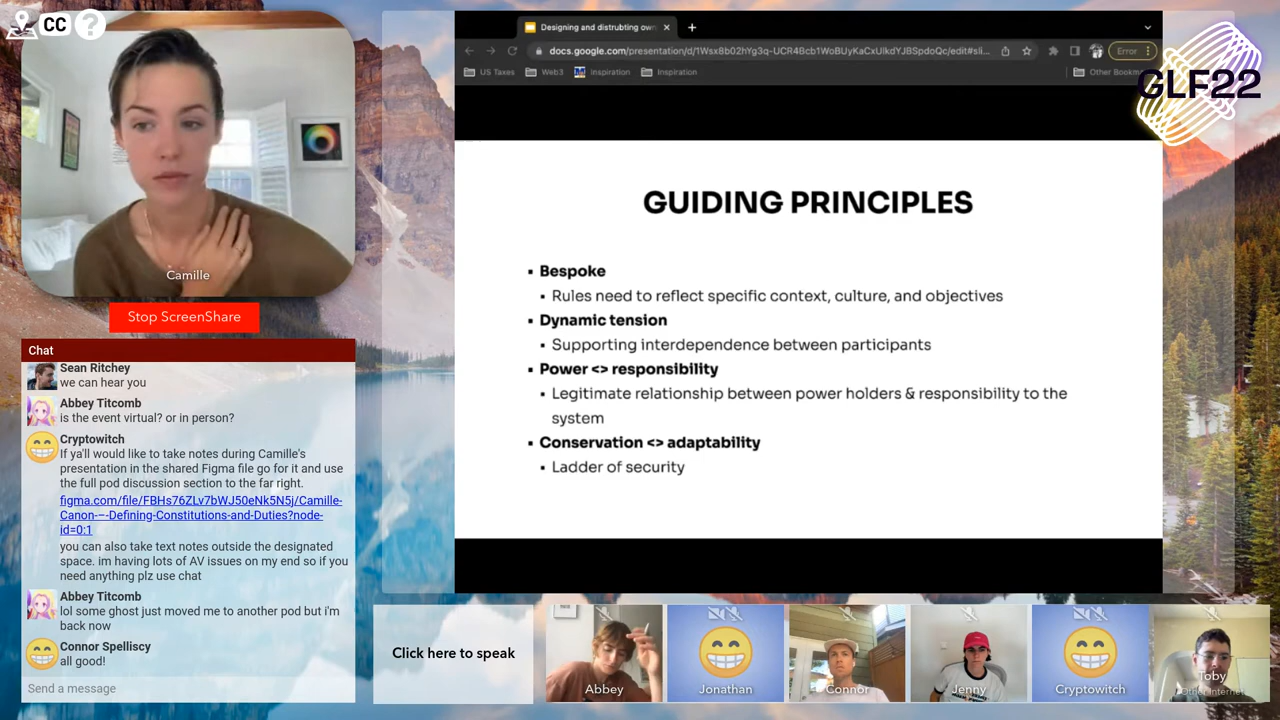 CC
?
Camille
Stop ScreenShare
Chat
Sean Ritchey
we can hear you
Abbey Titcomb
is the event virtual? or in person?
Cryptowitch
If ya'll would like to take notes during Camille's
presentation in the shared Figma file go for it and use
the full pod discussion section to the far right.
figma.com/file/FBHs76ZLv7bWJ50eNk5N5j/Camille-
Canon-–-Defining-Constitutions-and-Duties?node-
id=0:1
you can also take text notes outside the designated
space. im having lots of AV issues on my end so if you
need anything plz use chat
Abbey Titcomb
lol some ghost just moved me to another pod but i'm
back now
Connor Spelliscy
all good!
Send a message
Designing and distrubting own
docs.google.com/presentation/d/1Wsx8b02hYg3q-UCR4Bcb1WoBUyKaCxUlkdYJBSpdoQc/edit#sli...
Error
US Taxes
Web3
inspiration
Inspiration
Other Bookm
GLF22
GUIDING PRINCIPLES
▪ Bespoke
▪ Rules need to reflect specific context, culture, and objectives
▪ Dynamic tension
▪ Supporting interdependence between participants
▪ Power <> responsibility
▪ Legitimate relationship between power holders & responsibility to the
system
▪ Conservation <> adaptability
▪ Ladder of security
Click here to speak
Abbey
Jonathan
Connor
Jenny
Cryptowitch
Toby
Other Internet